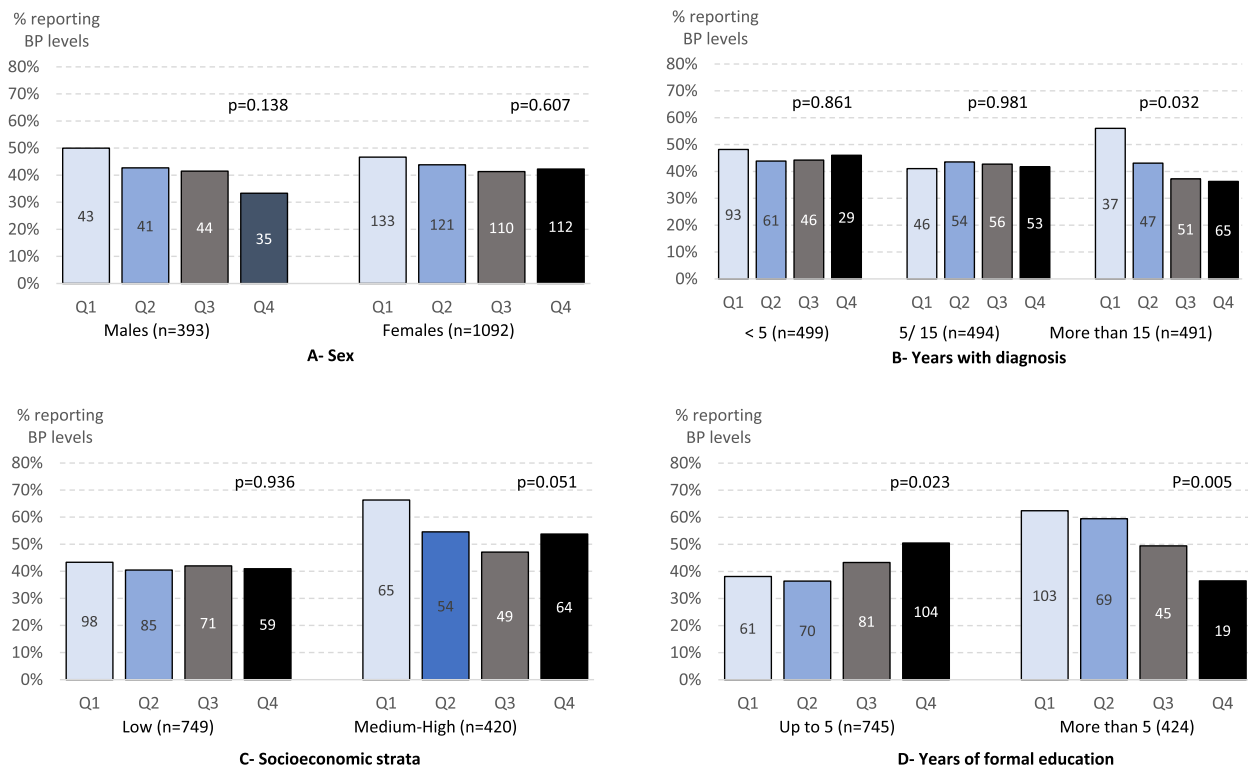 % reporting
BP levels
80%
70%
60%
50%
40%
30%
20%
10%
0%
p=0.138
p=0.607
43
41
44
35
133
121
110
112
Q1 Q2 Q3 Q4 Q1 Q2 Q3 Q4
Males (n=393) Females (n=1092)
A- Sex
% reporting
BP levels
80%
70%
60%
50%
40%
30%
20%
10%
0%
p=0.861
p=0.981
p=0.032
93
61
46
29
46
54
56
53
37
47
51
65
Q1 Q2 Q3 Q4 Q1 Q2 Q3 Q4 Q1 Q2 Q3 Q4
< 5 (n=499) 5/ 15 (n=494) More than 15 (n=491)
B- Years with diagnosis
% reporting
BP levels
80%
70%
60%
50%
40%
30%
20%
10%
0%
p=0.936
p=0.051
98
85
71
59
65
54
49
64
Q1 Q2 Q3 Q4 Q1 Q2 Q3 Q4
Low (n=749) Medium-High (n=420)
C- Socioeconomic strata
% reporting
BP levels
80%
70%
60%
50%
40%
30%
20%
10%
0%
p=0.023
P=0.005
61
70
81
104
103
69
45
19
Q1 Q2 Q3 Q4 Q1 Q2 Q3 Q4
Up to 5 (n=745) More than 5 (424)
D- Years of formal education